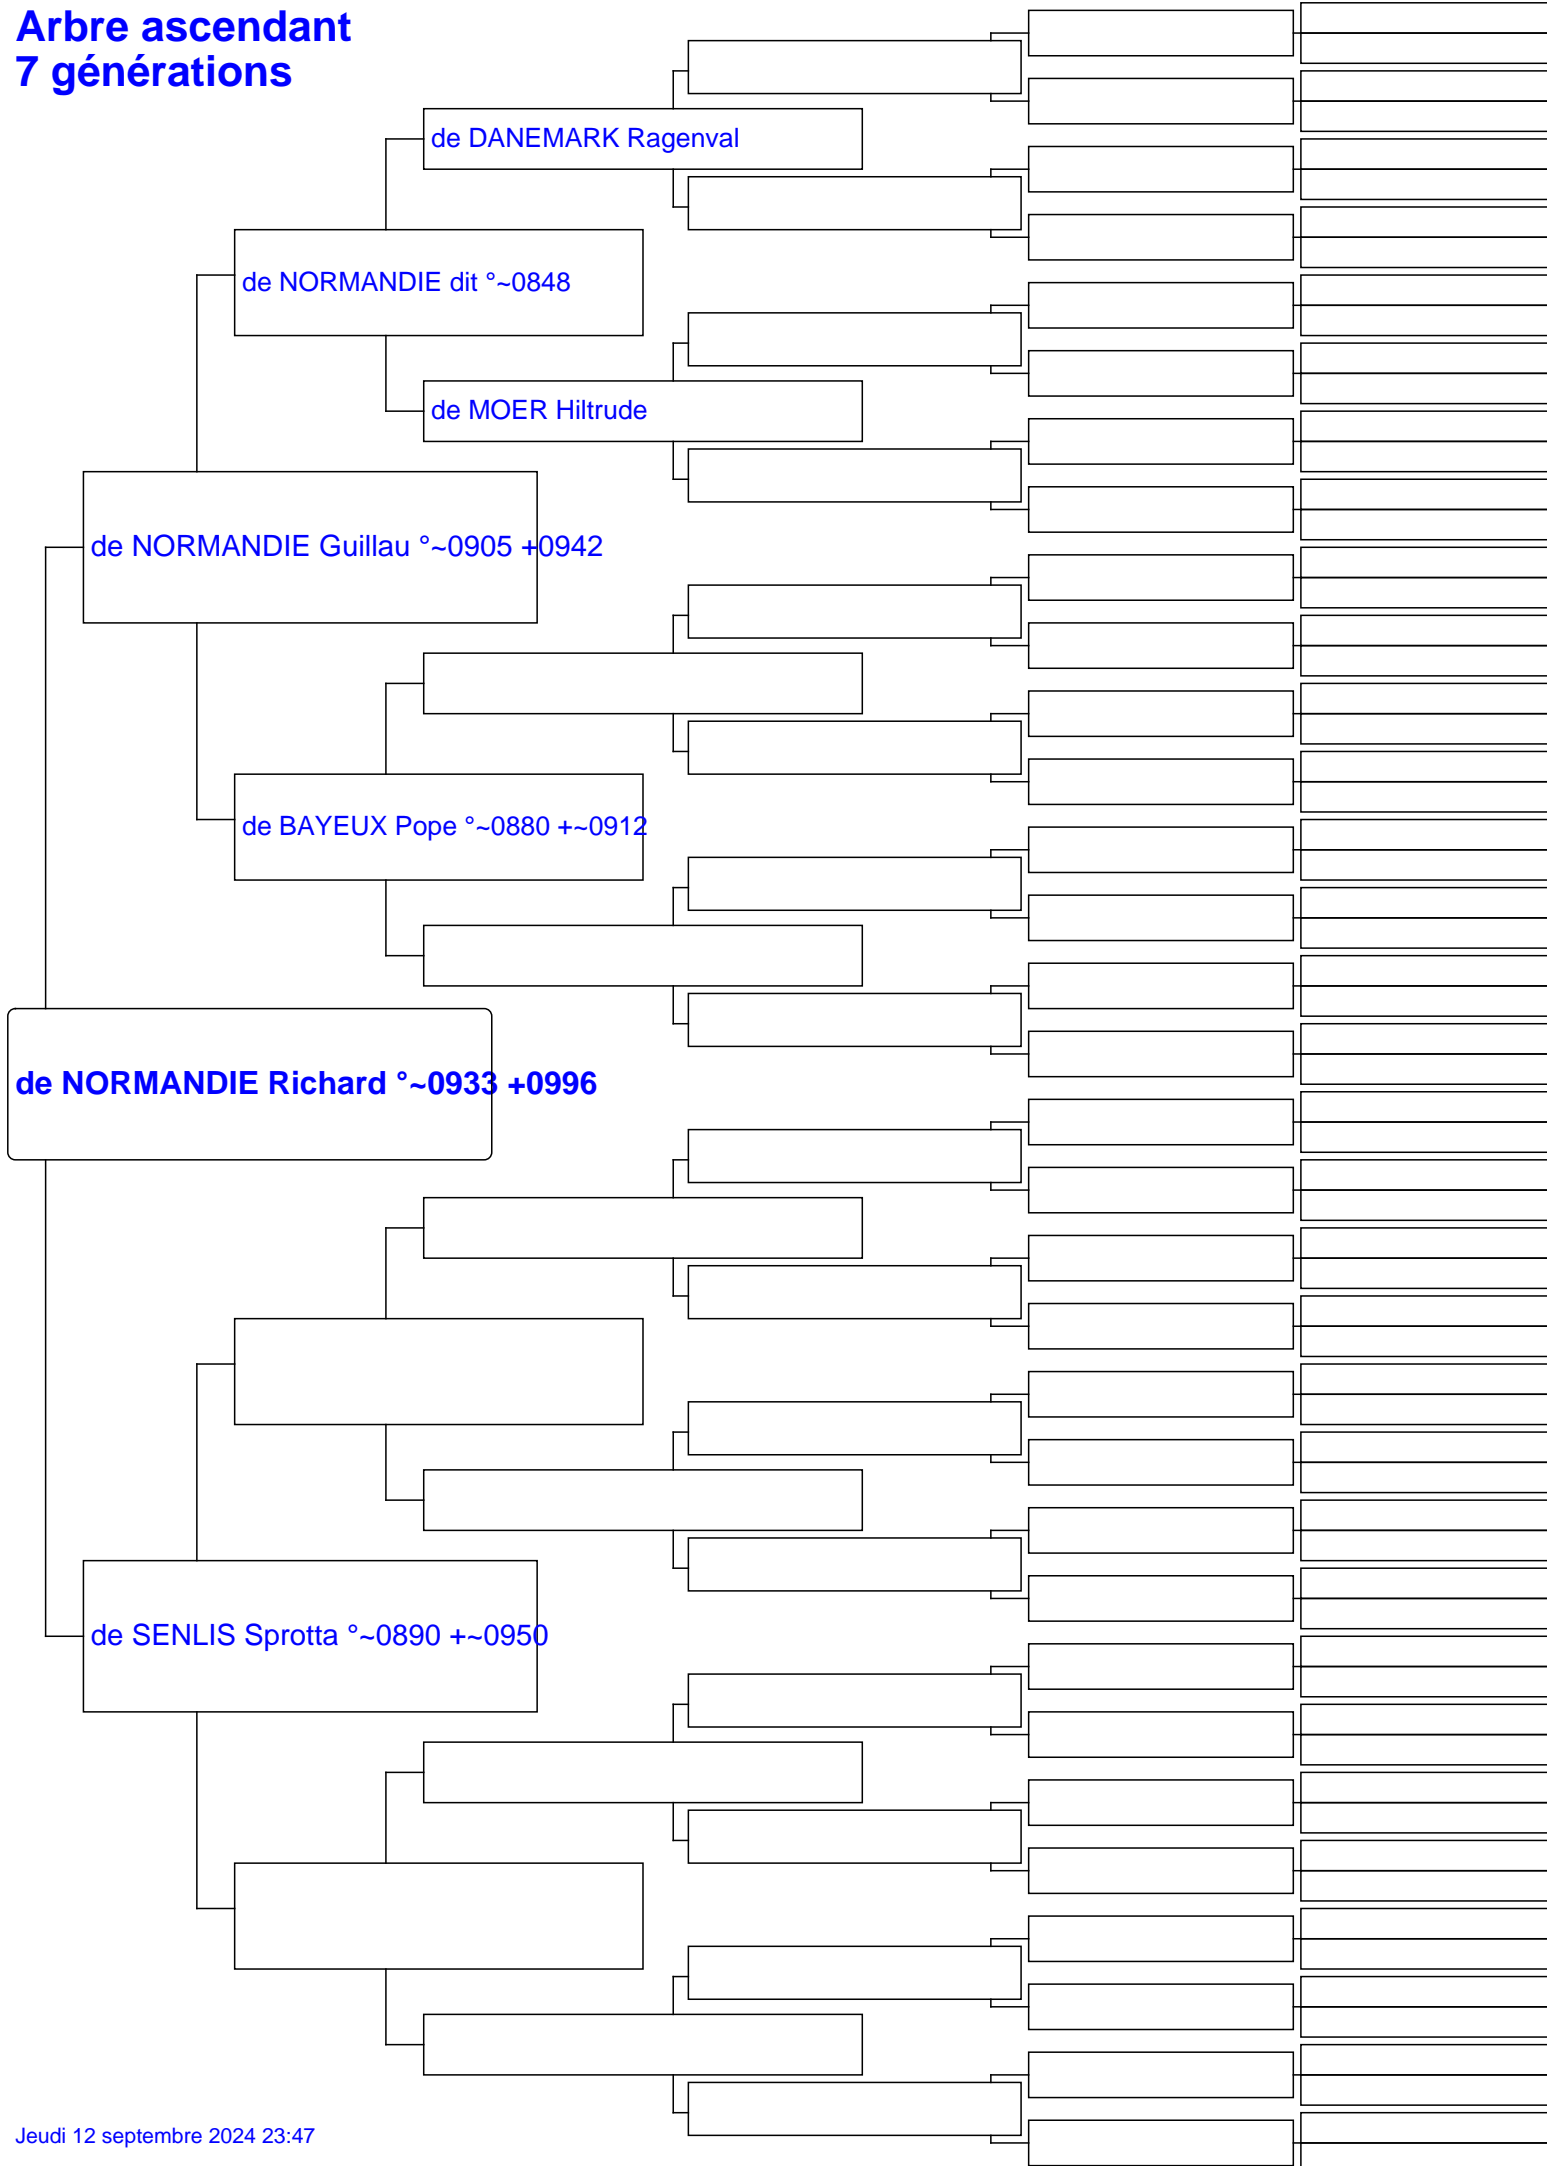 Arbre ascendant
7 générations
de DANEMARK Ragenval
de NORMANDIE dit °~0848
de MOER Hiltrude
de NORMANDIE Guillau °~0905 +0942
de BAYEUX Pope °~0880 +~0912
de NORMANDIE Richard °~0933 +0996
de SENLIS Sprotta °~0890 +~0950
Jeudi 12 septembre 2024 23:47